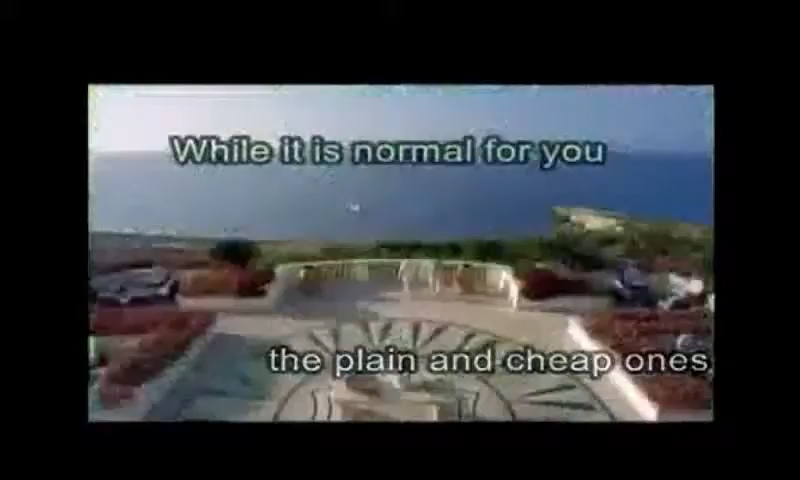 While it is normal for you
the plain and cheap ones